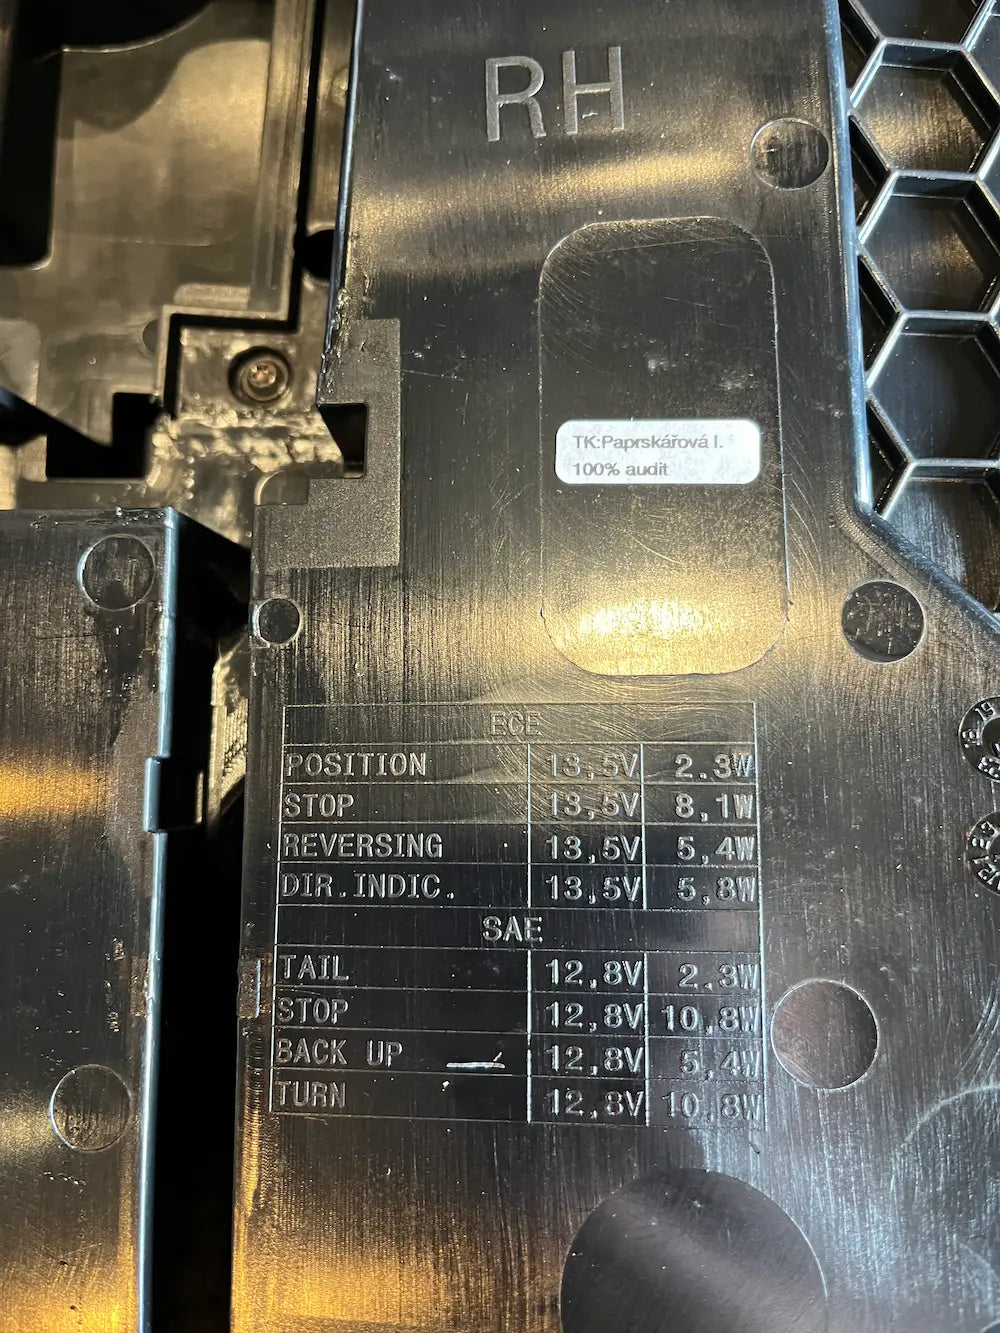 RH
TK:Paprskářová I.
100% audit
ECE
POSITION 13,5V 2.3W
STOP 13,5V 8,1W
REVERSING 13,5V 5,4W
DIR.INDIC. 13,5V 5,8W
SAE
TAIL 12,8V 2.3W
STOP 12,8V 10,8W
BACK UP 12,8V 5,4W
TURN 12,8V 10,8W